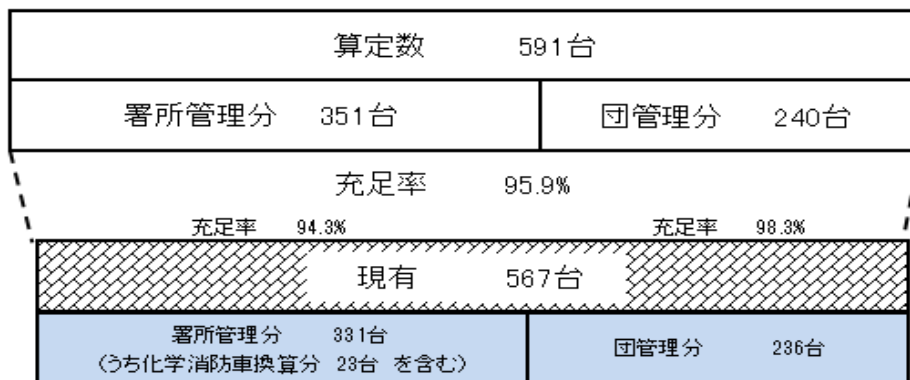 算定数 591台
署所管理分 351台 団管理分 240台
充足率 95.9%
充足率 94.3% 充足率 98.3%
現有 567台
署所管理分 331台
(うち化学消防車換算分 23台 を含む)
団管理分 236台